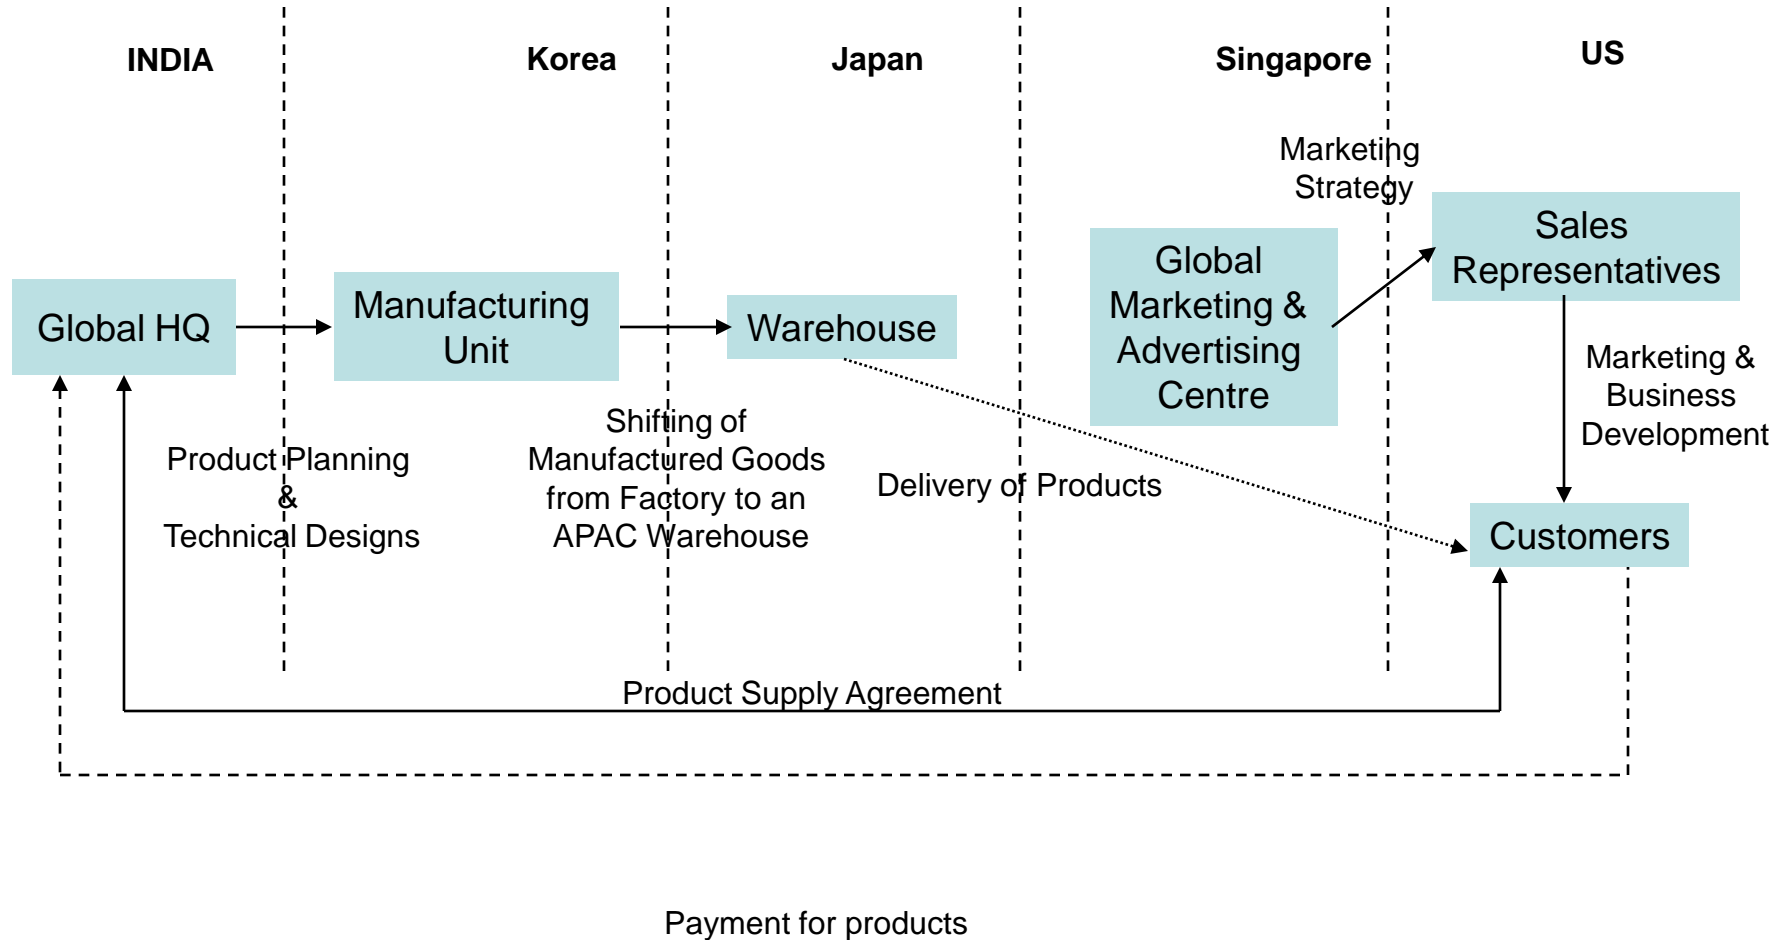 INDIA
Korea
Japan
Singapore
US
Marketing
Strategy
Global HQ
Manufacturing
Unit
Warehouse
Global
Marketing &
Advertising
Centre
Sales
Representatives
Product Planning
&
Technical Designs
Shifting of
Manufactured Goods
from Factory to an
APAC Warehouse
Delivery of Products
Marketing &
Business
Development
Customers
Product Supply Agreement
Payment for products